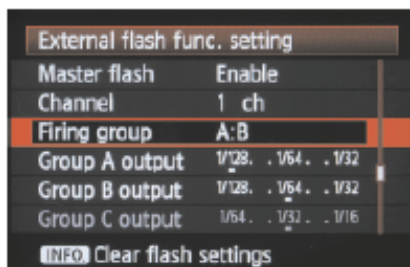 External flash func. setting
Master flash Enable
Channel 1 ch
Firing group A:B
Group A output 1/128. . 1/64. . 1/32
Group B output 1/128. . 1/64. . 1/32
Group C output 1/64. . 1/32. . 1/16
INFO. Clear flash settings